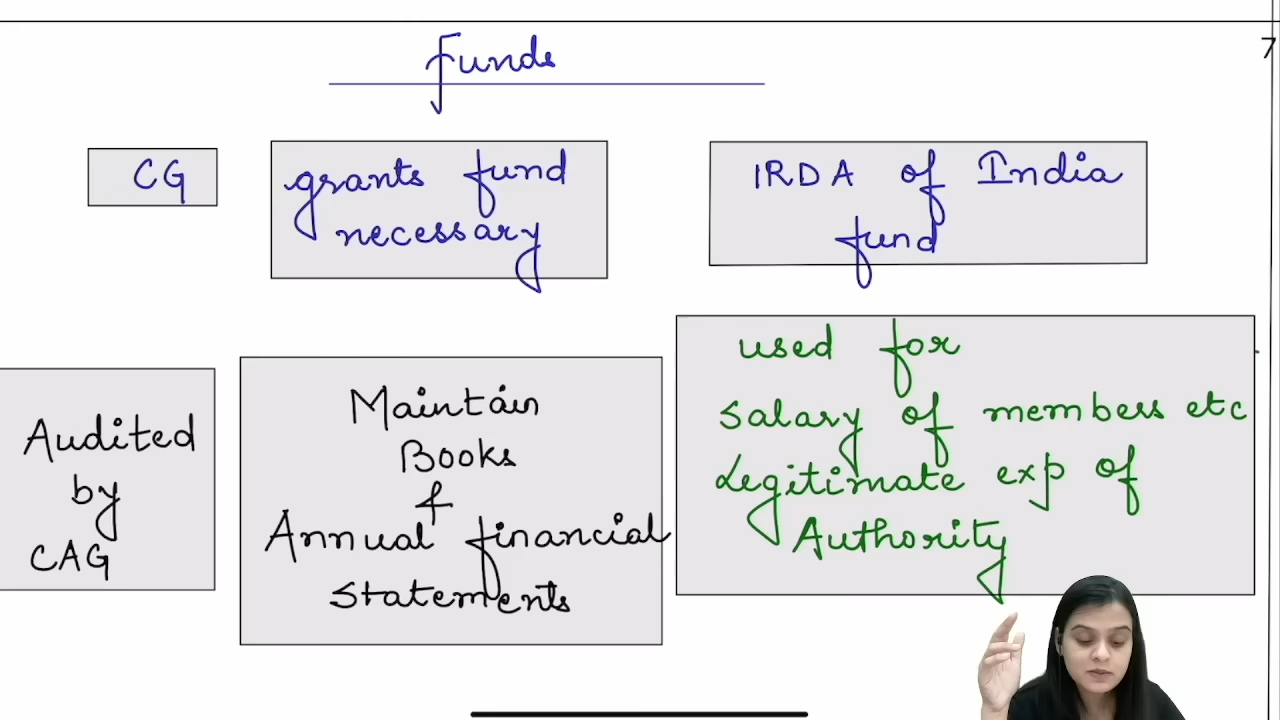 7
Funds
CG
grants fund
necessary
IRDA of India
fund
used for
Salary of members etc
Legitimate exp of
Authority
Maintain
Books
&
Annual financial
Statements
Audited
by
CAG